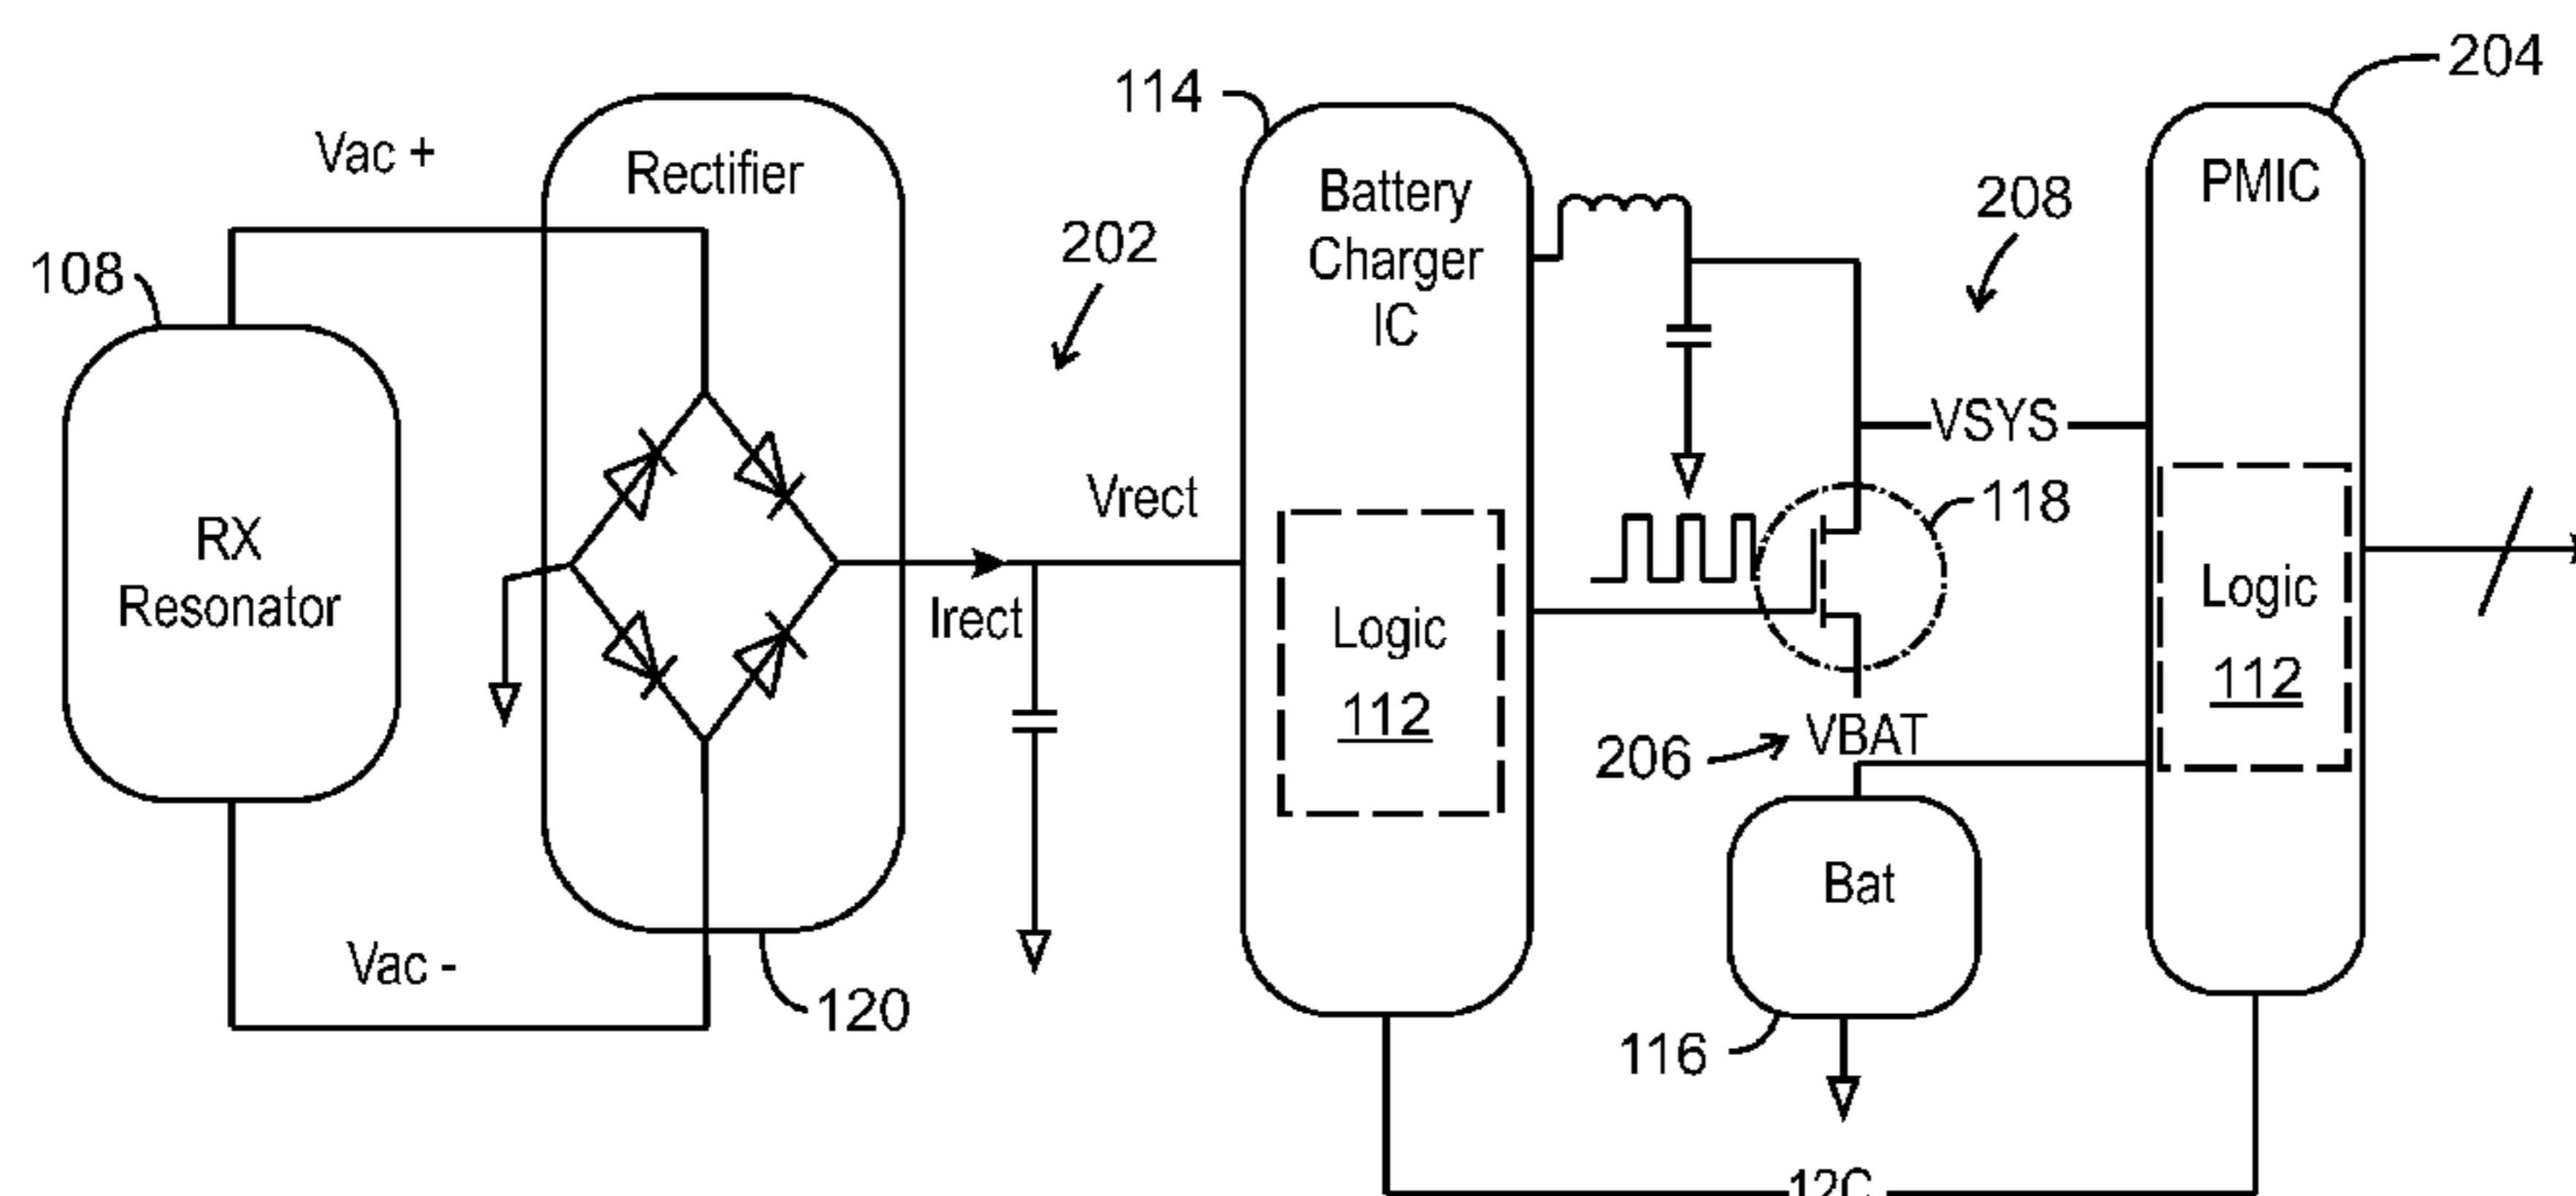 204
114
Vac +
Rectifier
PMIC
Battery
Charger
IC
208
202
108
VSYS
Vrect
118
RX
Resonator
Logic
112
Irect
Logic
112
VBAT
206
Bat
Vac -
120
116
12C